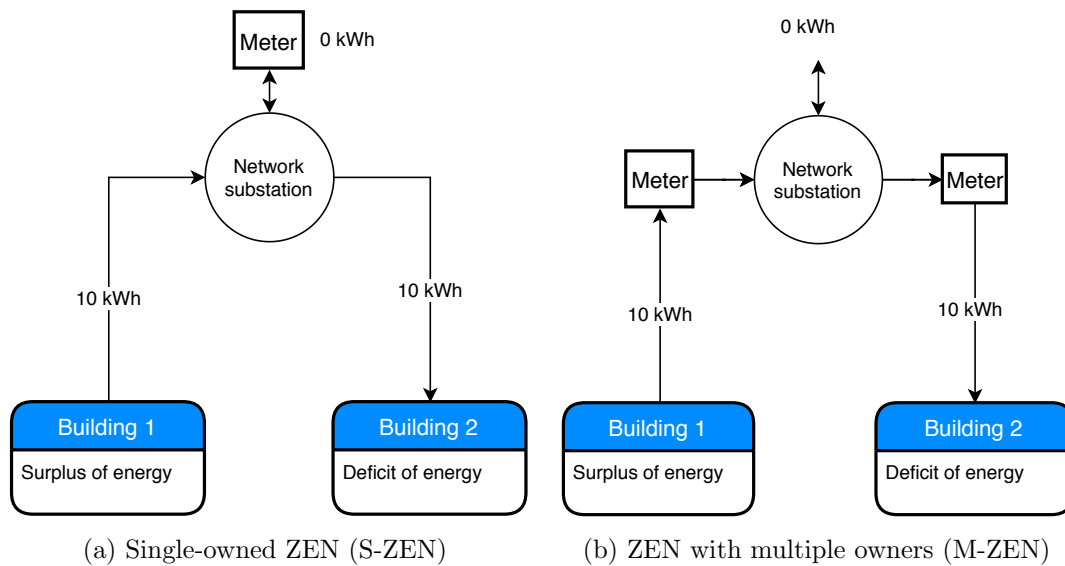 Meter
0 kWh
Network
substation
10 kWh
10 kWh
Building 1
Surplus of energy
Building 2
Deficit of energy
(a) Single-owned ZEN (S-ZEN)
0 kWh
Meter
Network
substation
Meter
10 kWh
10 kWh
Building 1
Surplus of energy
Building 2
Deficit of energy
(b) ZEN with multiple owners (M-ZEN)